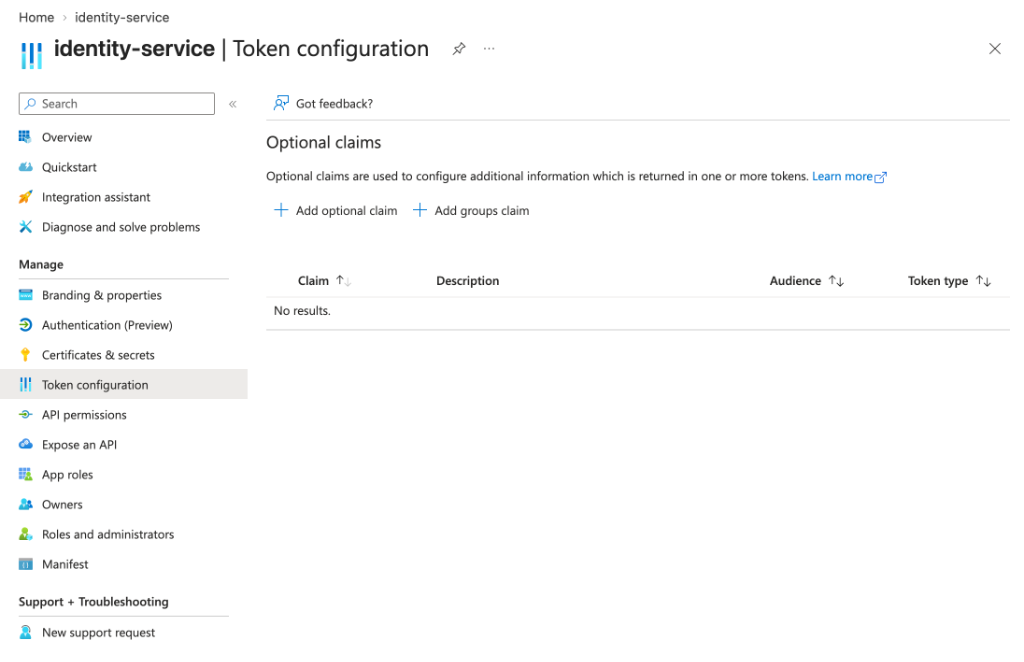 Home › identity-service
identity-service | Token configuration
Search
«
Got feedback?
Overview
Quickstart
Integration assistant
Diagnose and solve problems
Manage
Branding & properties
Authentication (Preview)
Certificates & secrets
Token configuration
API permissions
Expose an API
App roles
Owners
Roles and administrators
Manifest
Support + Troubleshooting
New support request
Optional claims
Optional claims are used to configure additional information which is returned in one or more tokens. Learn more
Add optional claim Add groups claim
Claim Description Audience Token type
No results.